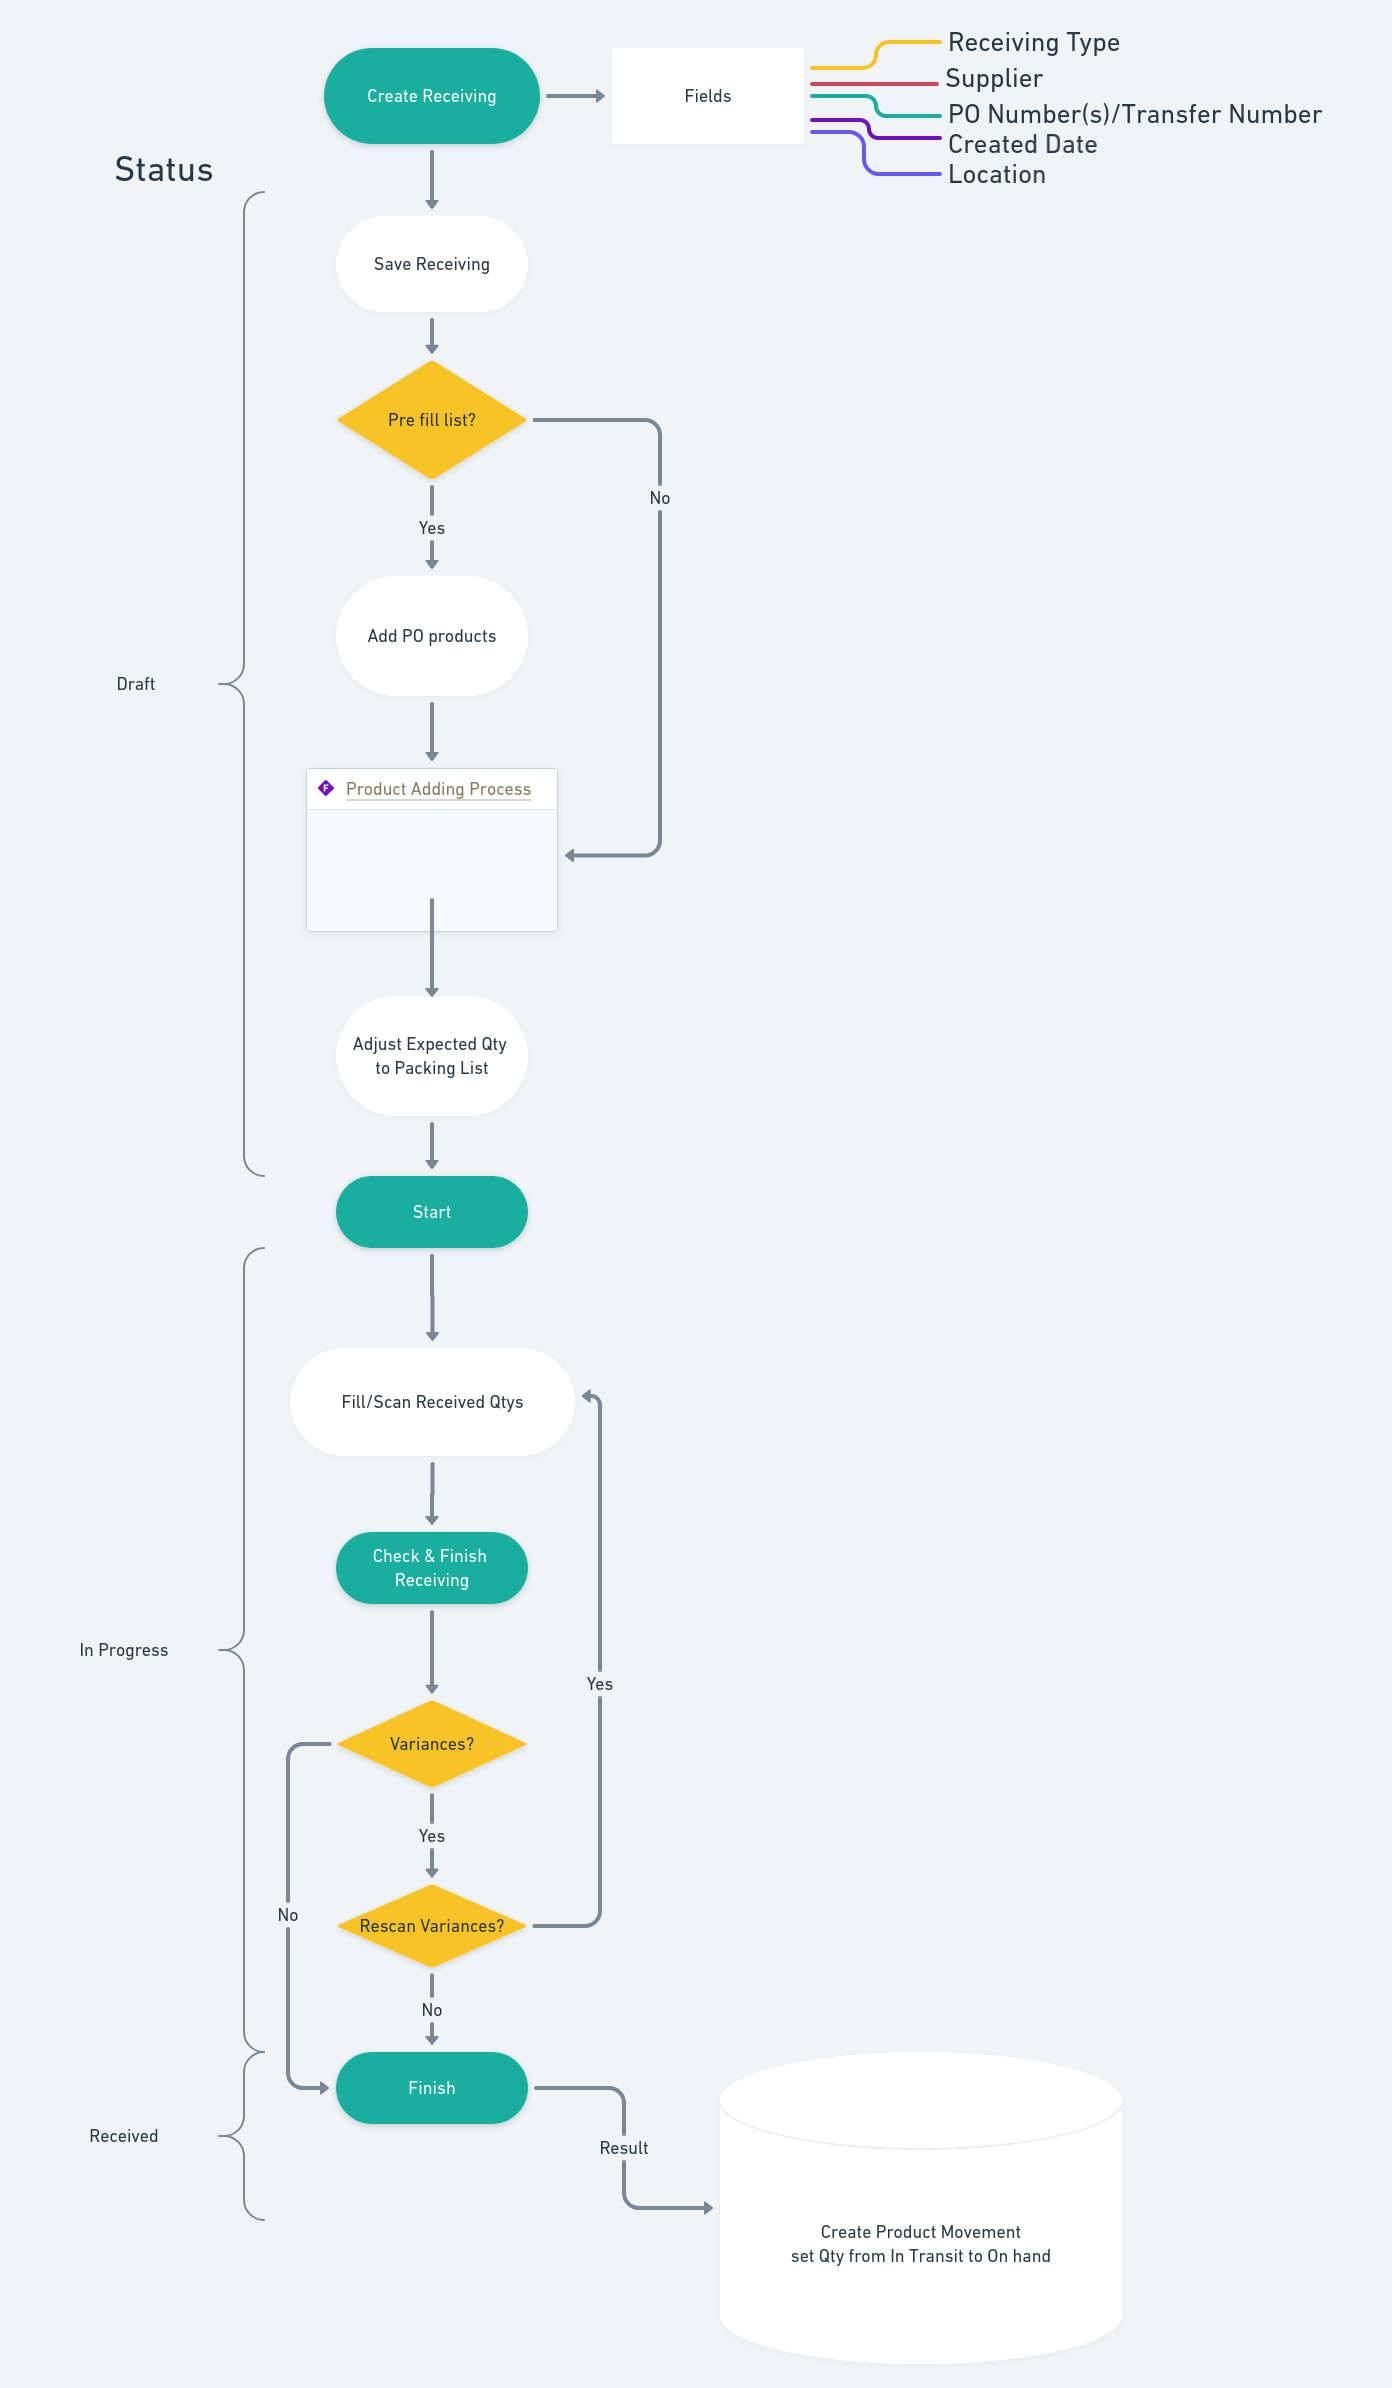 Create Receiving
Fields
Receiving Type
Supplier
PO Number(s)/Transfer Number
Created Date
Location
Status
Save Receiving
Pre fill list?
No
Yes
Add PO products
Draft
F
Product Adding Process
Adjust Expected Qty
to Packing List
Start
Fill/Scan Received Qtys
Check & Finish
Receiving
In Progress
Yes
Variances?
Yes
No
Rescan Variances?
No
Finish
Received
Result
Create Product Movement
set Qty from In Transit to On hand